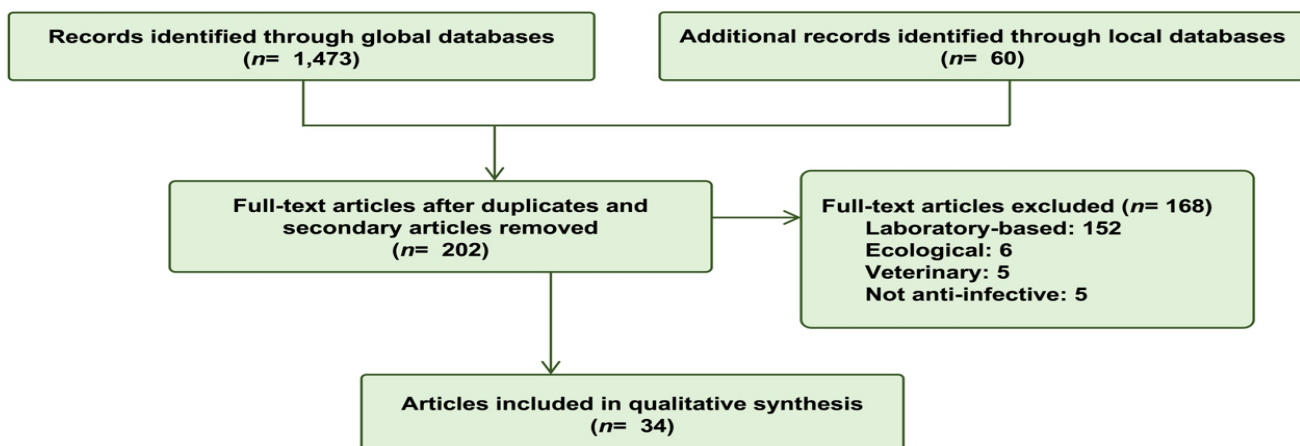 Records identified through global databases
(n= 1,473)
Additional records identified through local databases
(n= 60)
Full-text articles after duplicates and
secondary articles removed
(n= 202)
Full-text articles excluded (n= 168)
Laboratory-based: 152
Ecological: 6
Veterinary: 5
Not anti-infective: 5
Articles included in qualitative synthesis
(n= 34)